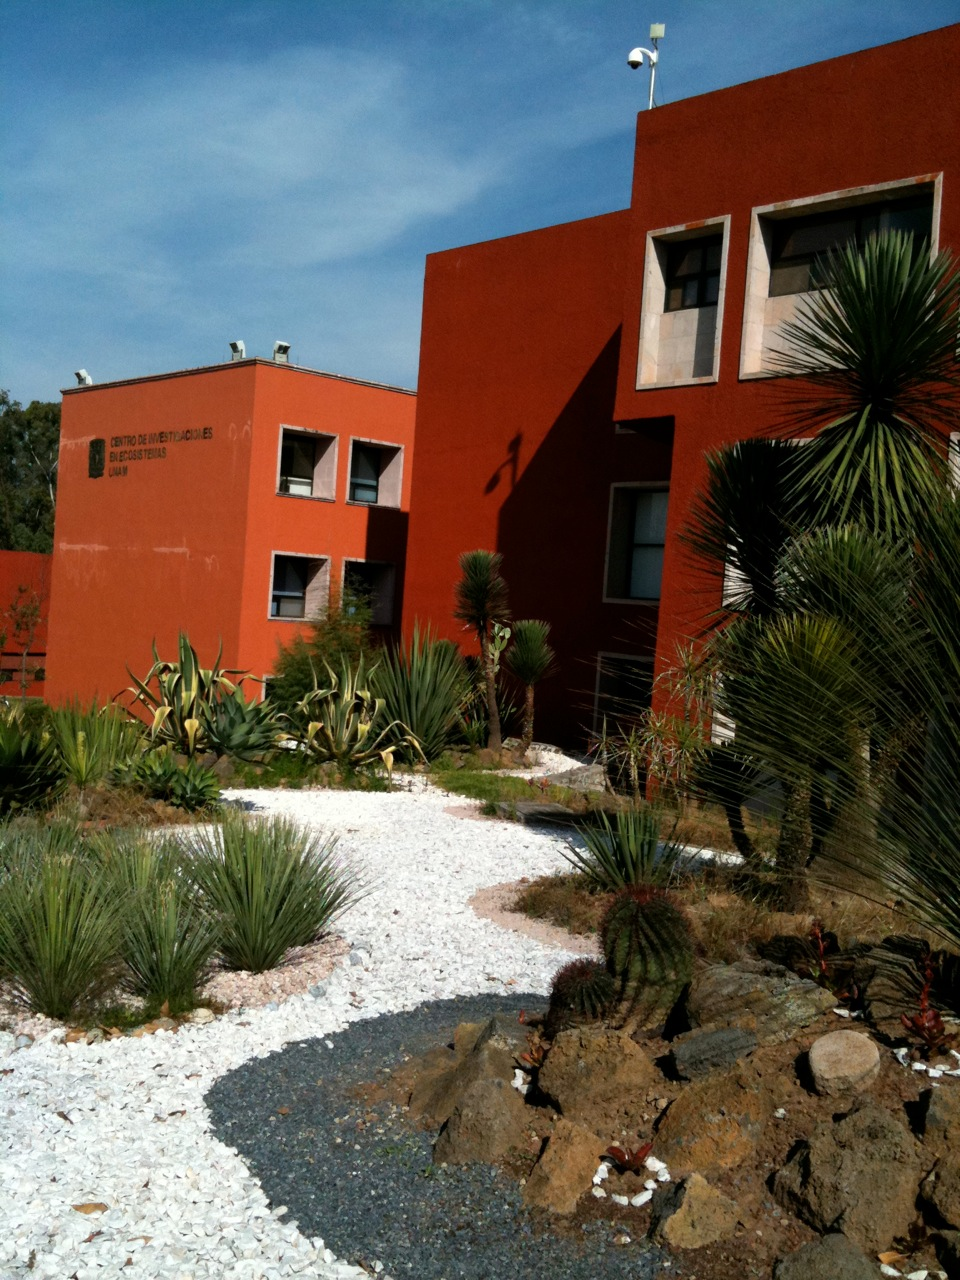 CENTRO DE INVESTIGACIONES
EN ECOSISTEMAS
UNAM